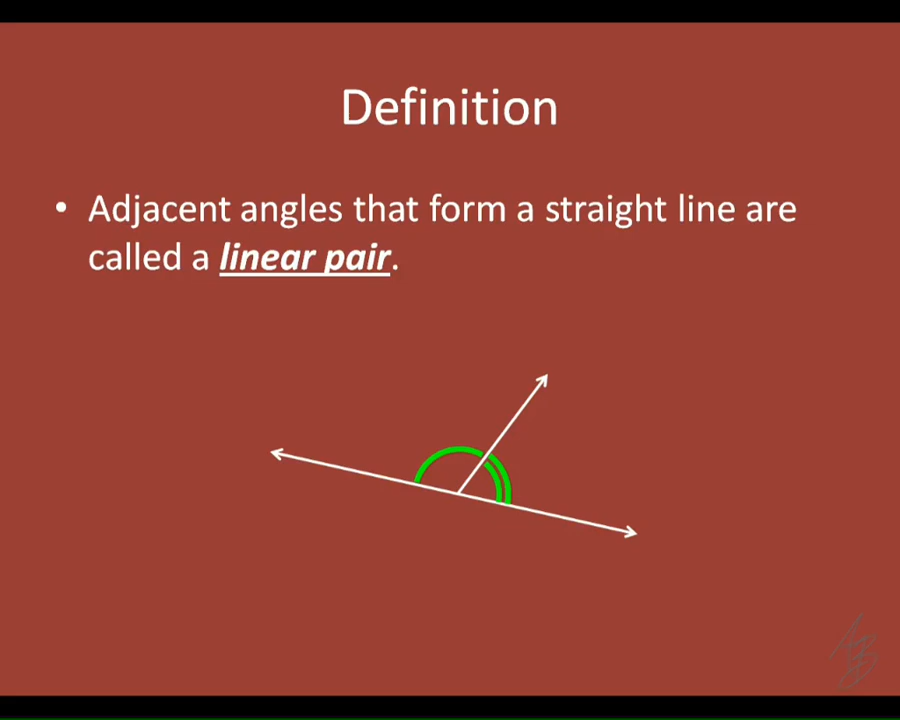 Definition
• Adjacent angles that form a straight line are
called a linear pair.